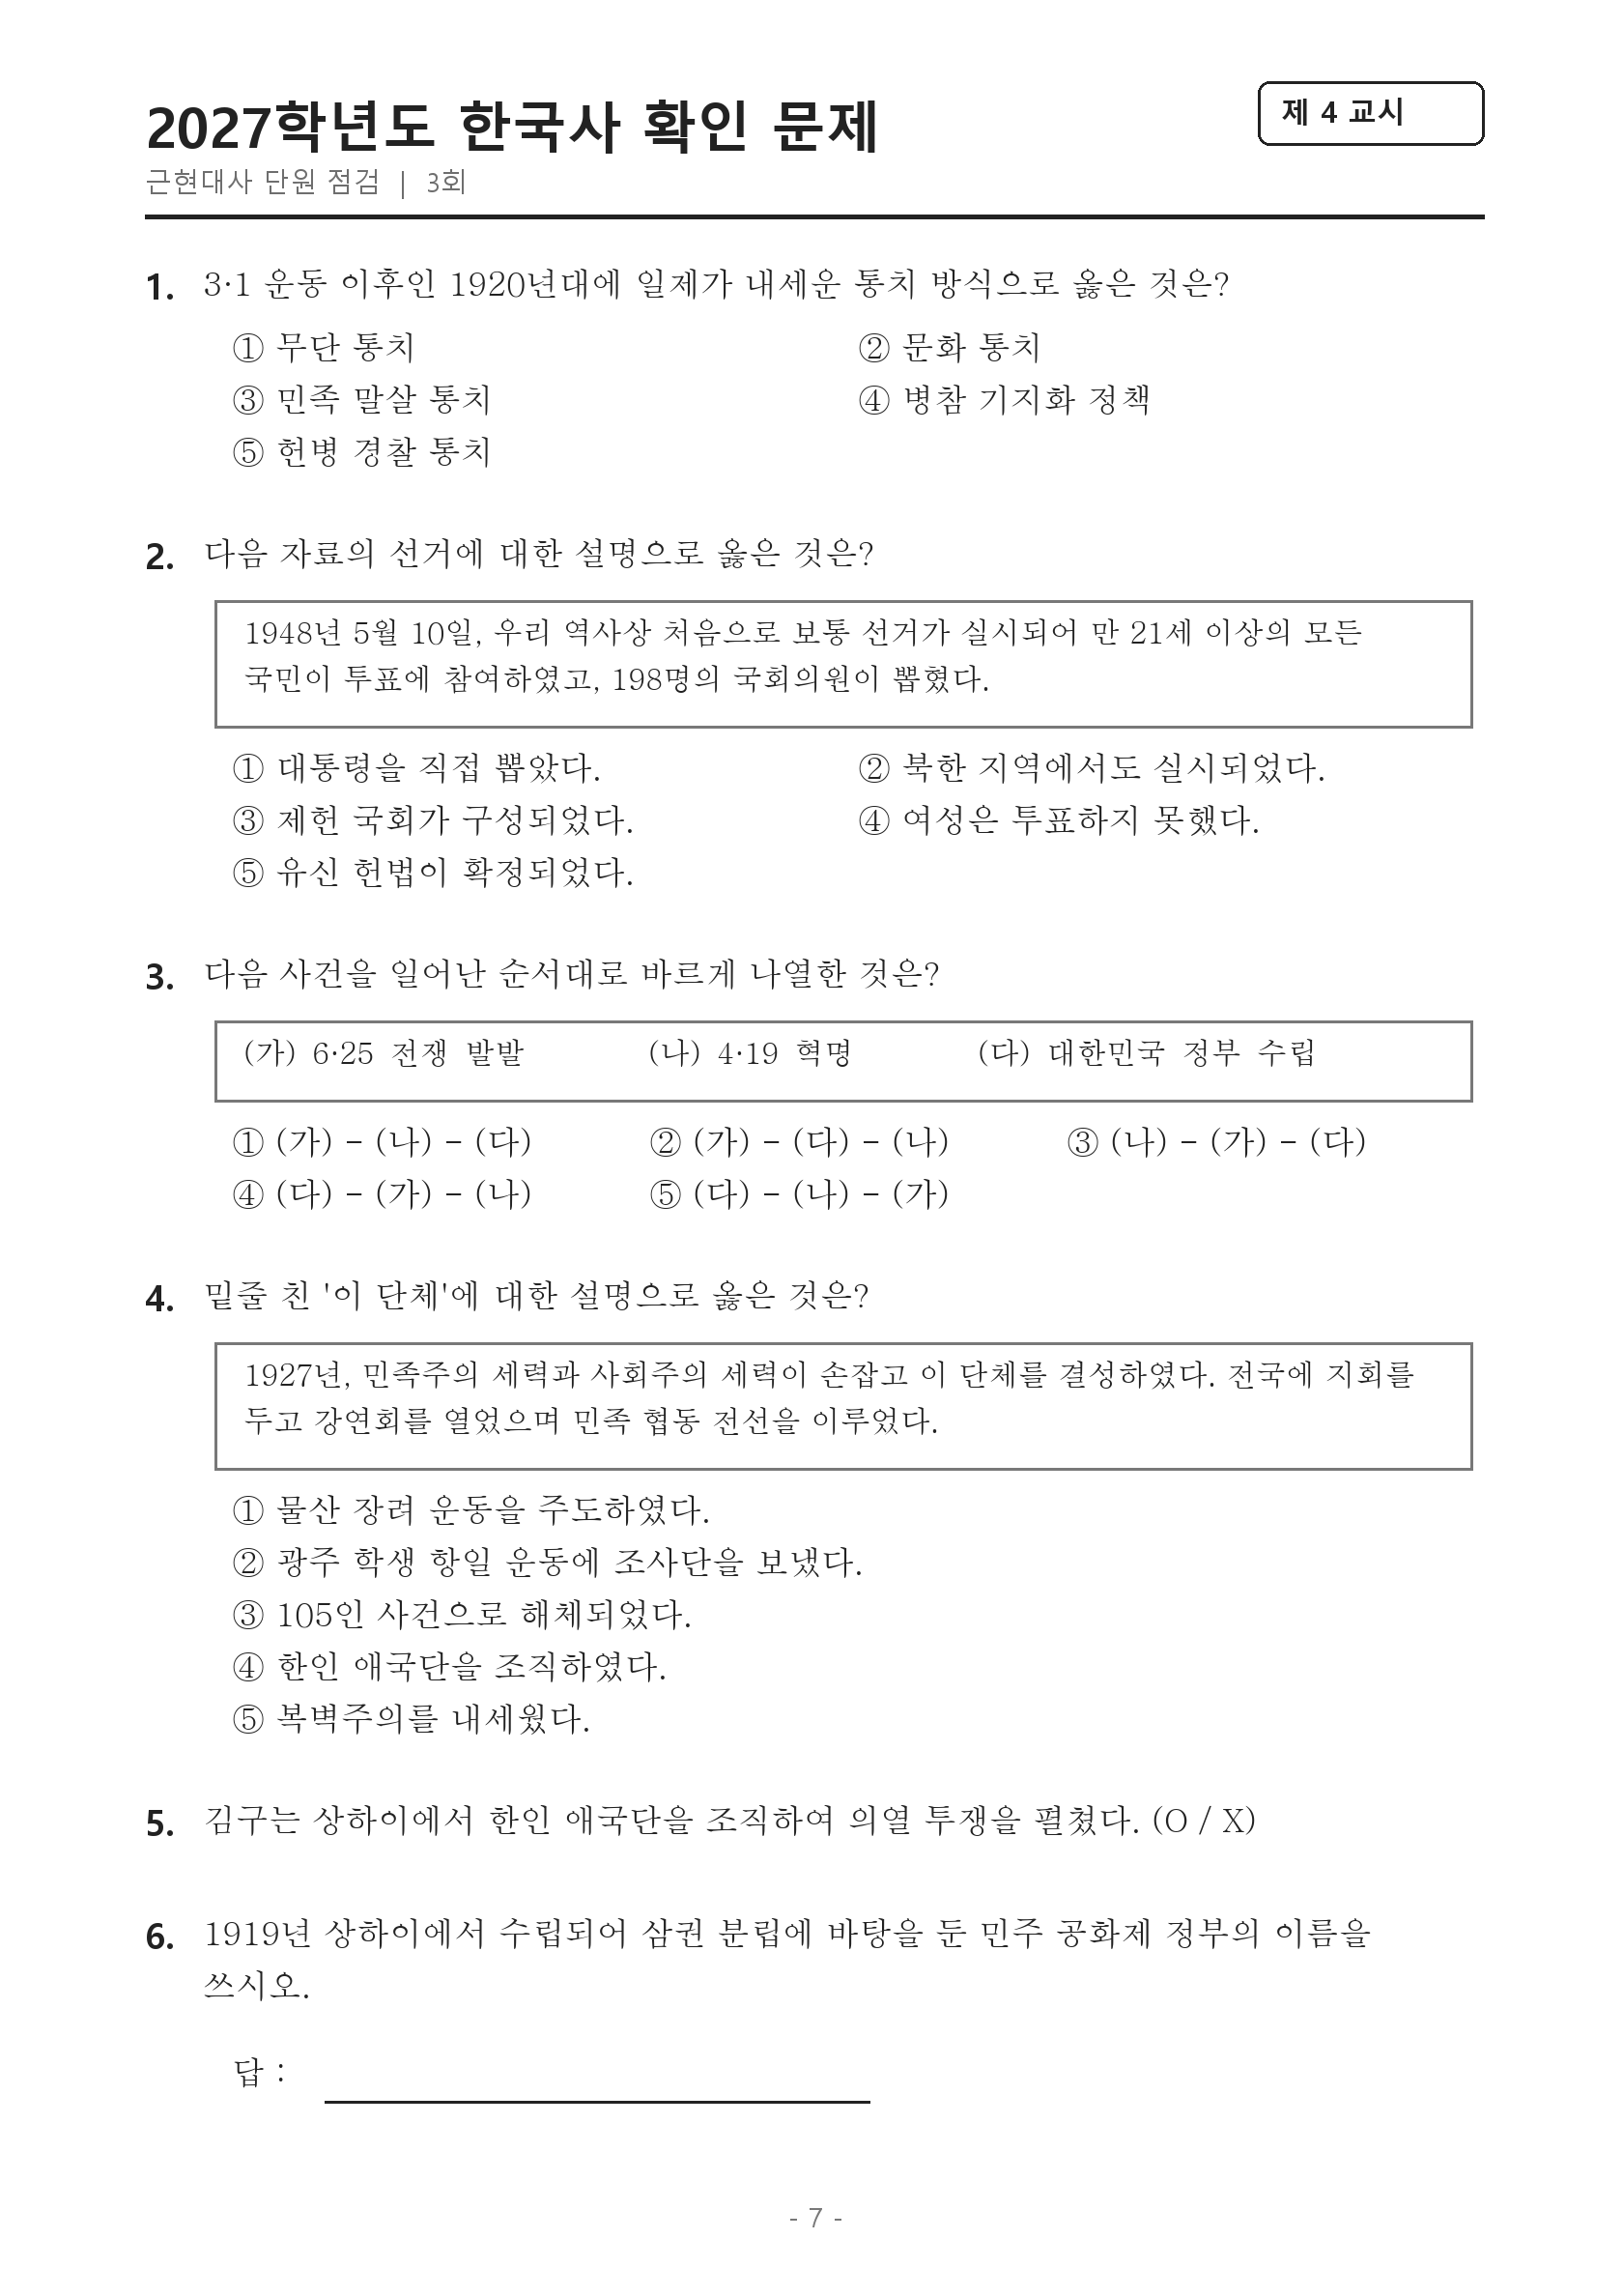 2027학년도 한국사 확인 문제
제 4 교시
근현대사 단원 점검 | 3회
1. 3·1 운동 이후인 1920년대에 일제가 내세운 통치 방식으로 옳은 것은?
① 무단 통치 ② 문화 통치
③ 민족 말살 통치 ④ 병참 기지화 정책
⑤ 헌병 경찰 통치
2. 다음 자료의 선거에 대한 설명으로 옳은 것은?
1948년 5월 10일, 우리 역사상 처음으로 보통 선거가 실시되어 만 21세 이상의 모든
국민이 투표에 참여하였고, 198명의 국회의원이 뽑혔다.
① 대통령을 직접 뽑았다. ② 북한 지역에서도 실시되었다.
③ 제헌 국회가 구성되었다. ④ 여성은 투표하지 못했다.
⑤ 유신 헌법이 확정되었다.
3. 다음 사건을 일어난 순서대로 바르게 나열한 것은?
(가) 6·25 전쟁 발발 (나) 4·19 혁명 (다) 대한민국 정부 수립
① (가) – (나) – (다) ② (가) – (다) – (나) ③ (나) – (가) – (다)
④ (다) – (가) – (나) ⑤ (다) – (나) – (가)
4. 밑줄 친 '이 단체'에 대한 설명으로 옳은 것은?
1927년, 민족주의 세력과 사회주의 세력이 손잡고 이 단체를 결성하였다. 전국에 지회를
두고 강연회를 열었으며 민족 협동 전선을 이루었다.
① 물산 장려 운동을 주도하였다.
② 광주 학생 항일 운동에 조사단을 보냈다.
③ 105인 사건으로 해체되었다.
④ 한인 애국단을 조직하였다.
⑤ 복벽주의를 내세웠다.
5. 김구는 상하이에서 한인 애국단을 조직하여 의열 투쟁을 펼쳤다. (O / X)
6. 1919년 상하이에서 수립되어 삼권 분립에 바탕을 둔 민주 공화제 정부의 이름을
쓰시오.
답 :
- 7 -